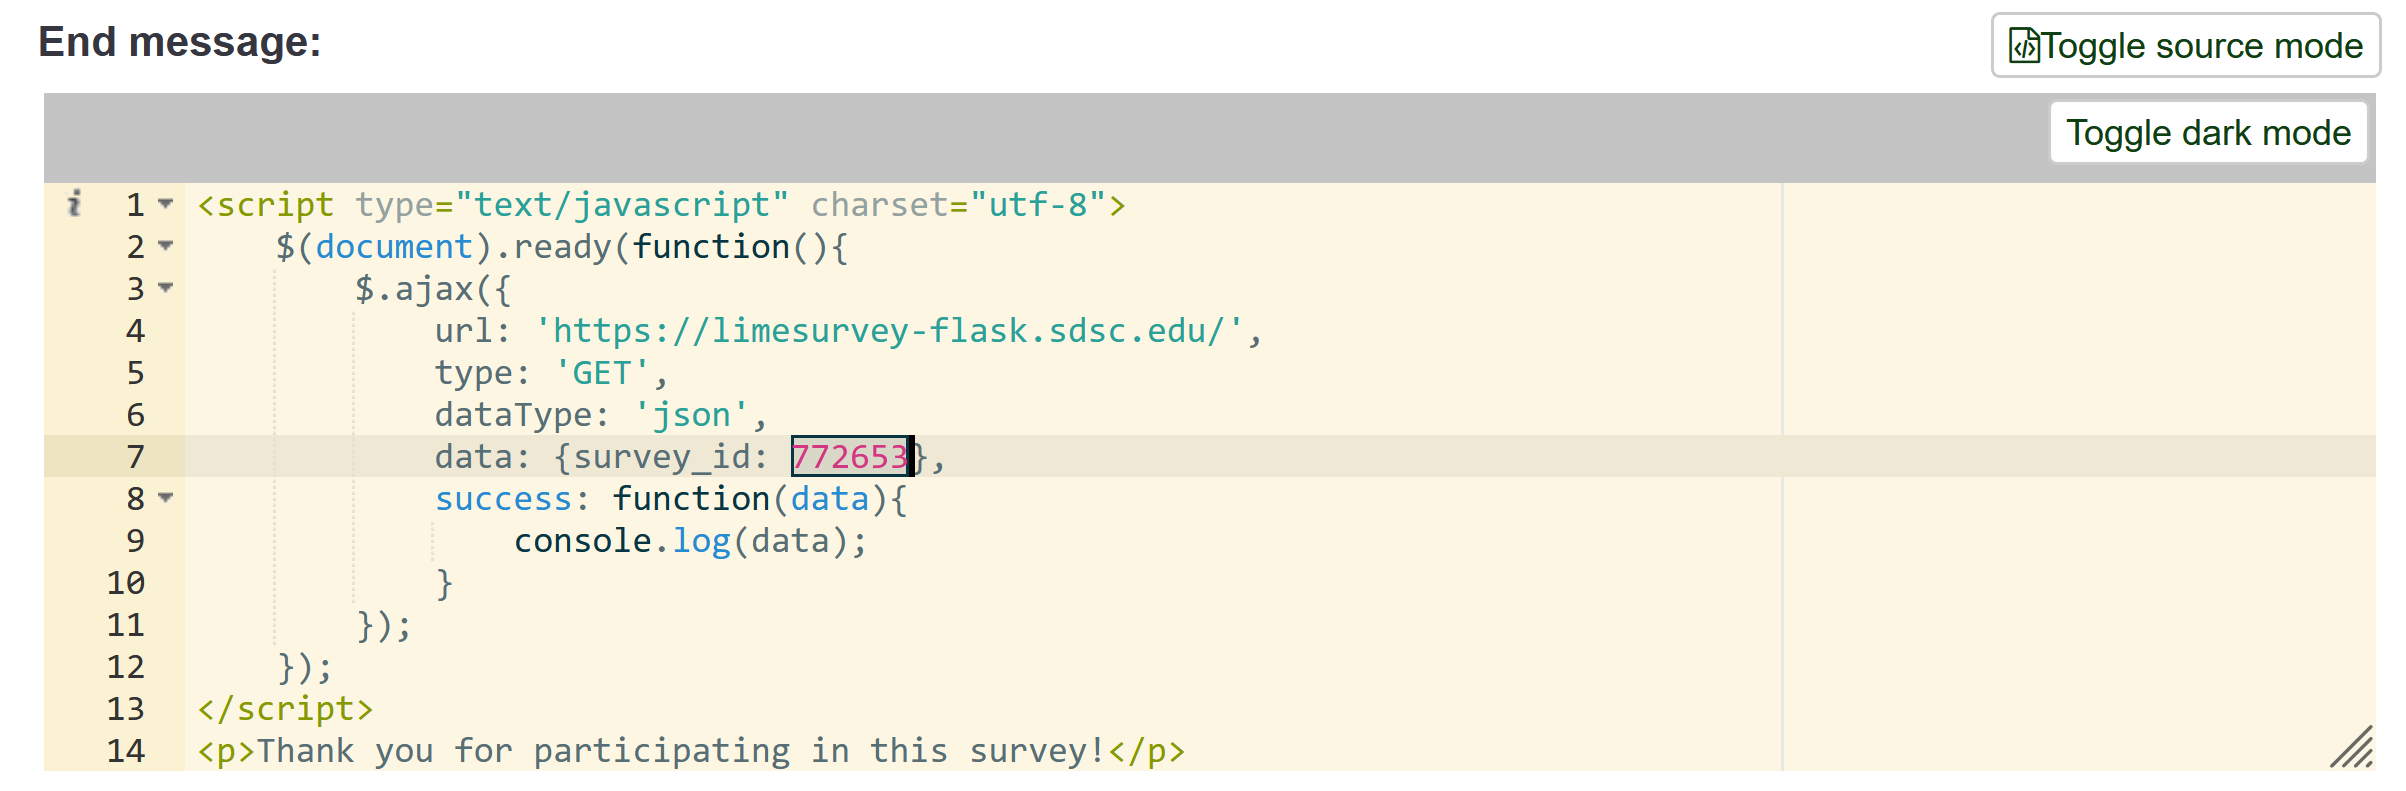 End message:
Toggle source mode
Toggle dark mode
1 <script type="text/javascript" charset="utf-8">
2     $(document).ready(function(){
3         $.ajax({
4             url: 'https://limesurvey-flask.sdsc.edu/',
5             type: 'GET',
6             dataType: 'json',
7             data: {survey_id: 772653},
8             success: function(data){
9                 console.log(data);
10             }
11         });
12     });
13 </script>
14 <p>Thank you for participating in this survey!</p>